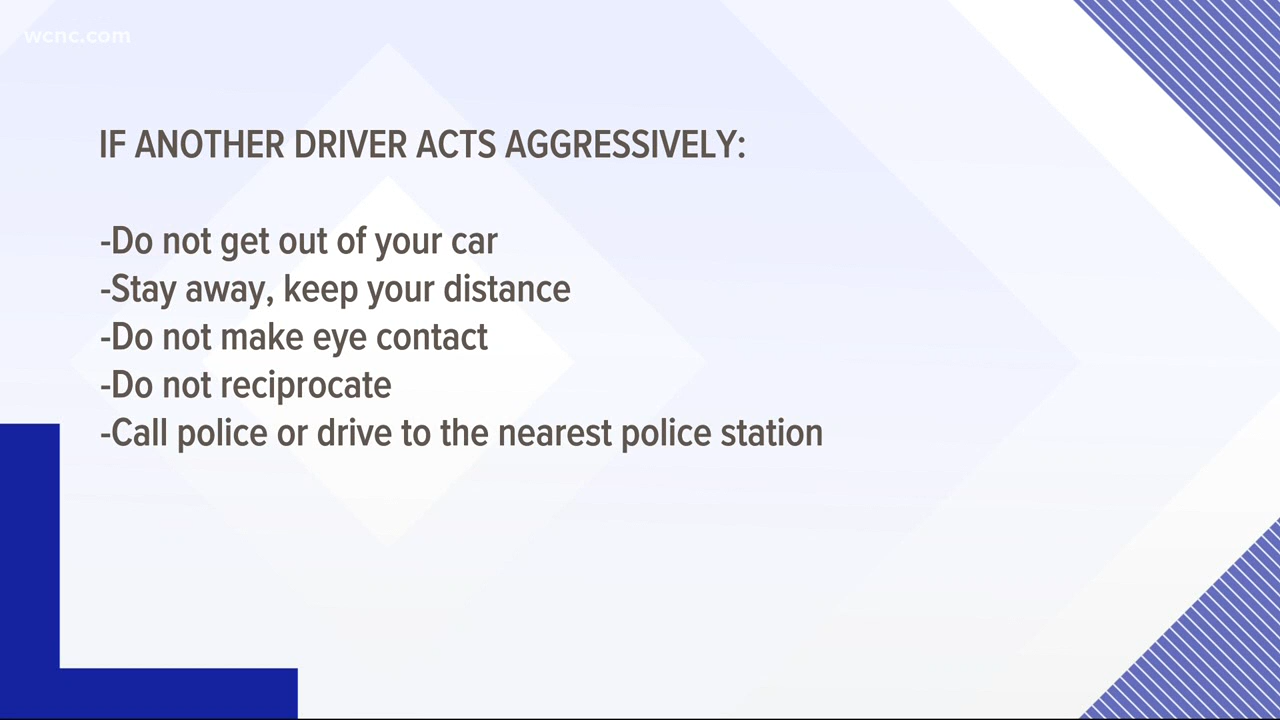 wcnc.com
IF ANOTHER DRIVER ACTS AGGRESSIVELY:
-Do not get out of your car
-Stay away, keep your distance
-Do not make eye contact
-Do not reciprocate
-Call police or drive to the nearest police station